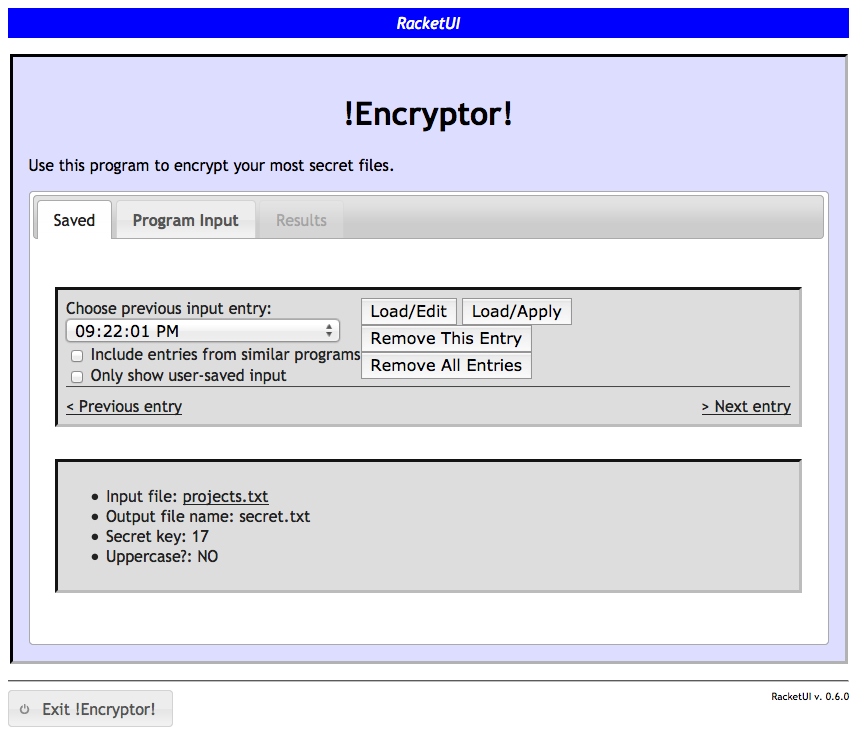 RacketUI
!Encryptor!
Use this program to encrypt your most secret files.
Saved Program Input Results
Choose previous input entry:
09:22:01 PM
Include entries from similar programs
Only show user-saved input
Load/Edit Load/Apply
Remove This Entry
Remove All Entries
< Previous entry > Next entry
• Input file: projects.txt
• Output file name: secret.txt
• Secret key: 17
• Uppercase?: NO
Exit !Encryptor!
RacketUI v. 0.6.0